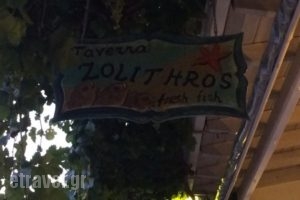 Taverna
ZOLITHROS
fresh fish
etravel.gr